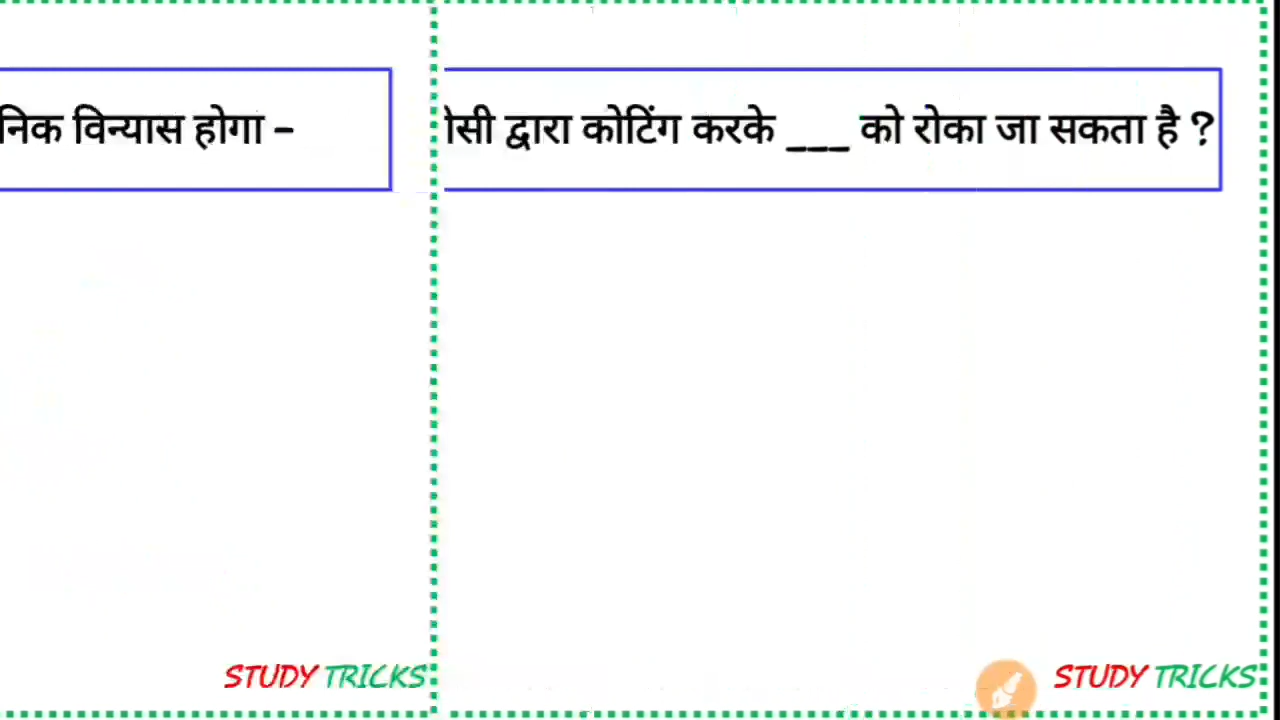 निक विन्यास होगा –
ोसी द्वारा कोटिंग करके ___ को रोका जा सकता है ?
STUDY TRICKS
STUDY TRICKS